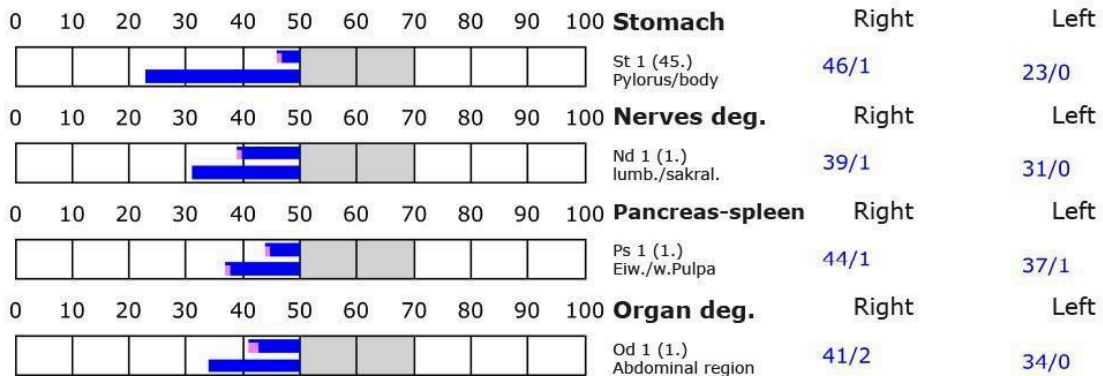 0 10 20 30 40 50 60 70 80 90 100 Stomach Right Left
St 1 (45.) 46/1 23/0
Pylorus/body
0 10 20 30 40 50 60 70 80 90 100 Nerves deg. Right Left
Nd 1 (1.) 39/1 31/0
lumb./sakral.
0 10 20 30 40 50 60 70 80 90 100 Pancreas-spleen Right Left
Ps 1 (1.) 44/1 37/1
Eiw./w.Pulpa
0 10 20 30 40 50 60 70 80 90 100 Organ deg. Right Left
Od 1 (1.) 41/2 34/0
Abdominal region